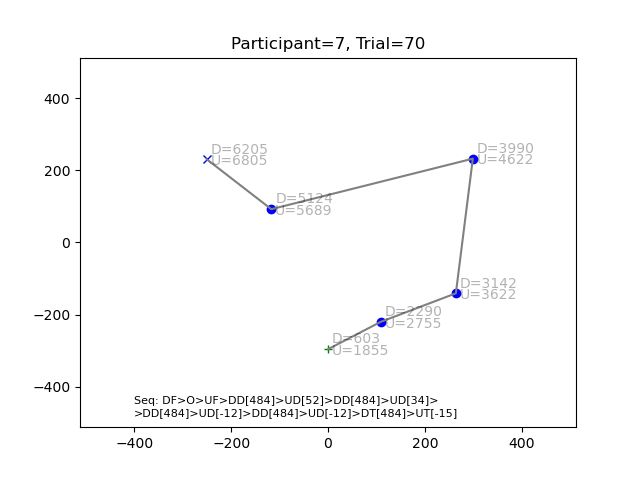 Participant=7, Trial=70
400
200
0
−200
−400
−400
−200
0
200
400
D=6205
U=6805
D=5124
U=5689
D=3990
U=4622
D=3142
U=3622
D=2290
U=2755
D=603
U=1855
Seq: DF>O>UF>DD[484]>UD[52]>DD[484]>UD[34]>
>DD[484]>UD[-12]>DD[484]>UD[-12]>DT[484]>UT[-15]